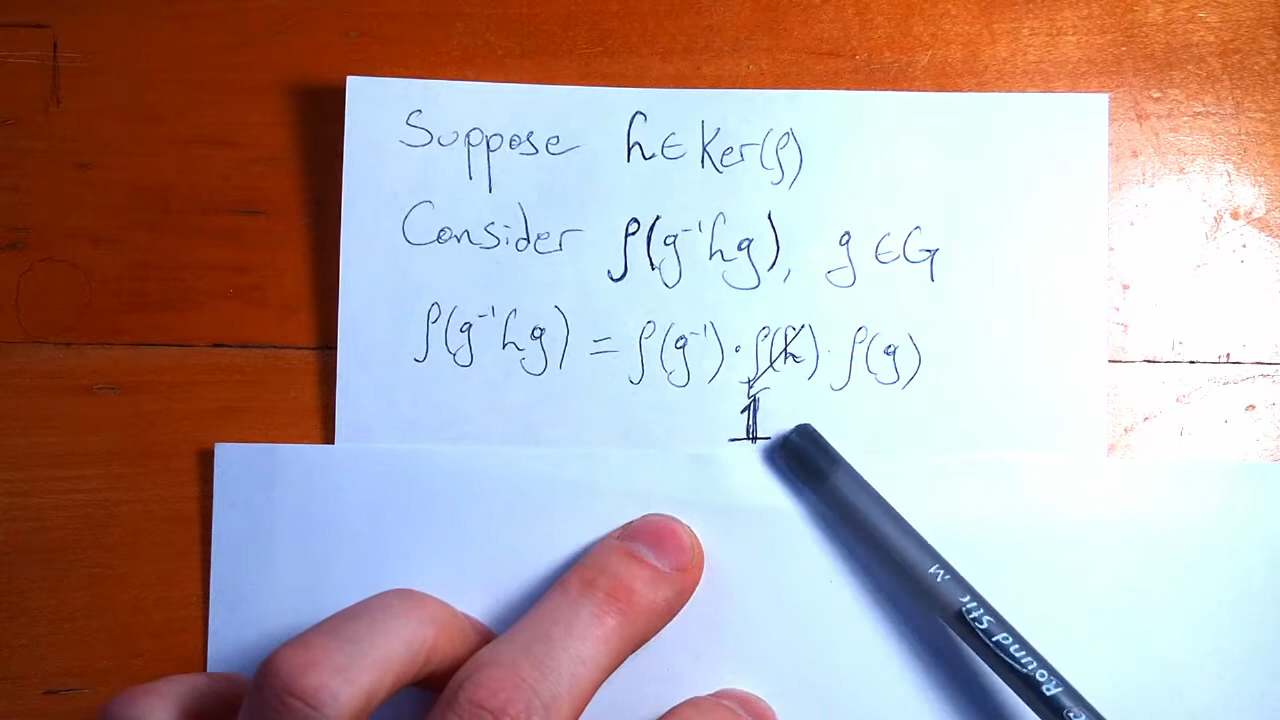 Suppose h ∈ Ker(ρ)
Consider ρ(g⁻¹hg), g ∈ G
ρ(g⁻¹hg) = ρ(g⁻¹) · ρ(h) · ρ(g)
𝟙
Round Stic M